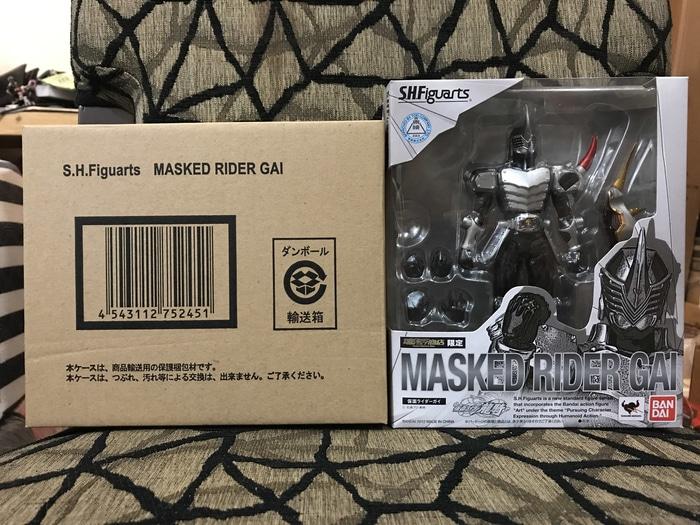 S.H.Figuarts MASKED RIDER GAI
4 543112 752451
ダンボール
輸送箱
本ケースは、商品輸送用の保護梱包材です。
本ケースは、つぶれ、汚れ等による交換は、出来ません。ご了承ください。
S.H.Figuarts
限定
MASKED RIDER GAI
仮面ライダーガイ
S.H.Figuarts is a new standard figure series
that incorporates the Bandai action figure
"Art" under the theme "Pursuing Character
Expression through Humanoid Action."
BAN
DAI
MADE IN CHINA